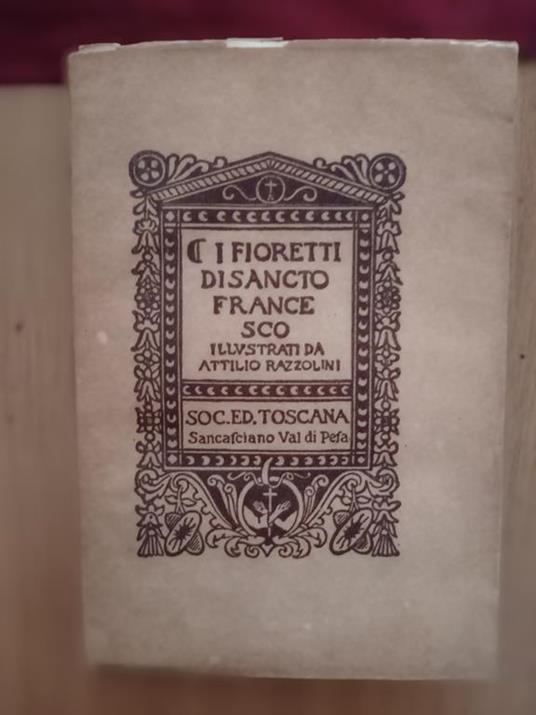 I FIORETTI
DI SANCTO
FRANCE
SCO
ILLVSTRATI DA
ATTILIO RAZZOLINI
SOC. ED. TOSCANA
Sancaſciano Val di Peſa